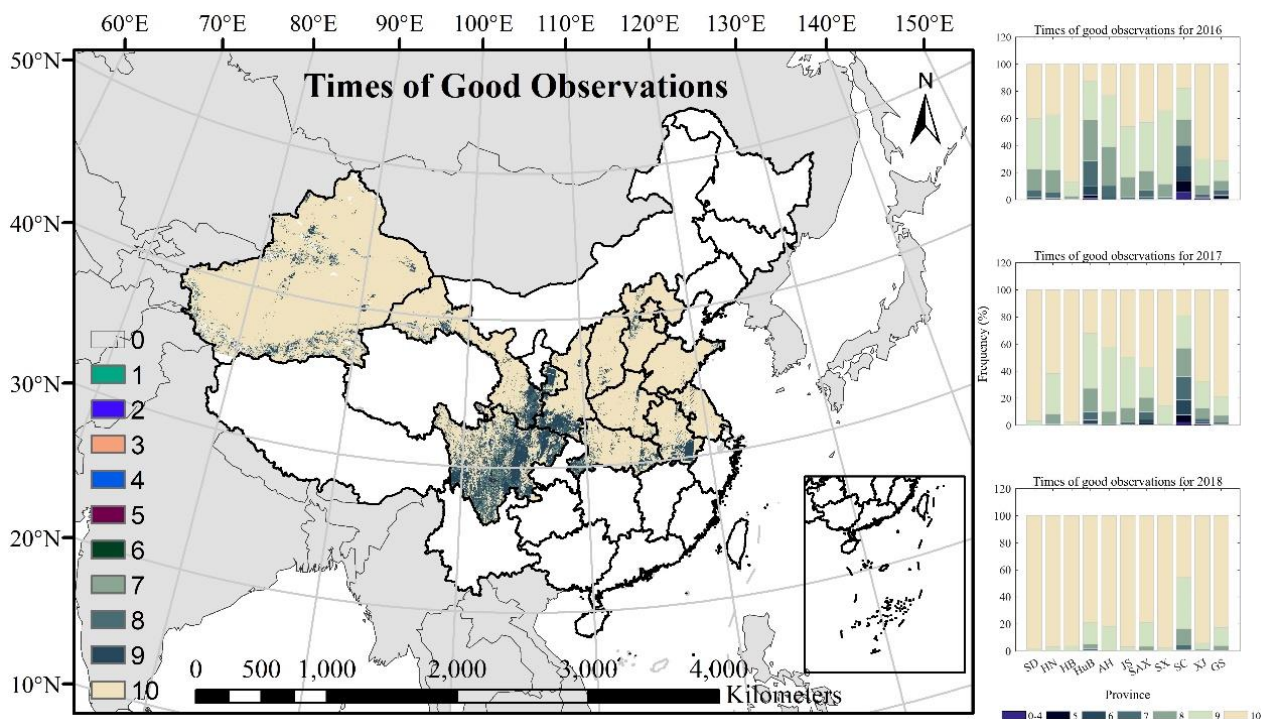 60°E 70°E 80°E 90°E 100°E 110°E 120°E 130°E 140°E 150°E
50°N
40°N
30°N
20°N
10°N
Times of Good Observations
N
0
1
2
3
4
5
6
7
8
9
10
0 500 1,000 2,000 3,000 4,000
Kilometers
Times of good observations for 2016
120
100
80
60
40
20
0
Times of good observations for 2017
120
100
80
60
40
20
0
Frequency (%)
Times of good observations for 2018
120
100
80
60
40
20
0
SD HN HB HuB AH JS SAX SX SC XJ GS
Province
0-4 5 6 7 8 9 10